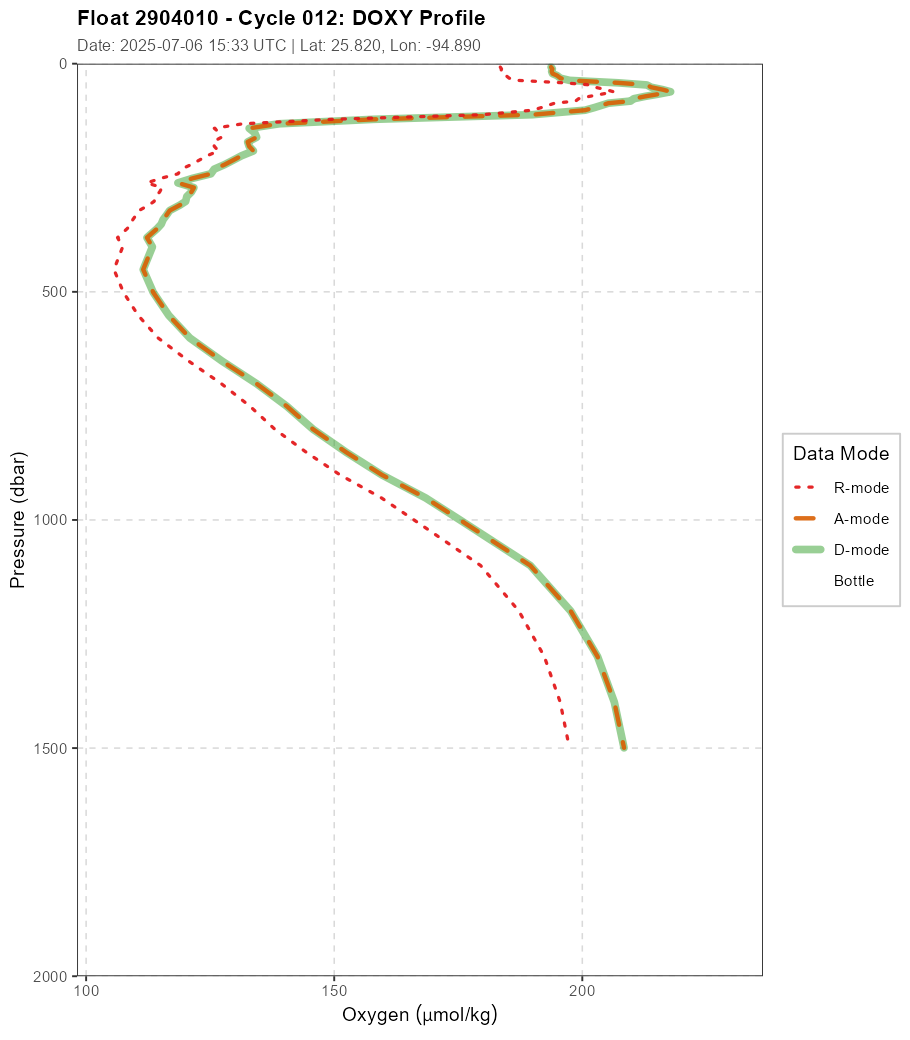 Float 2904010 - Cycle 012: DOXY Profile
Date: 2025-07-06 15:33 UTC | Lat: 25.820, Lon: -94.890
0
500
1000
1500
2000
Pressure (dbar)
100
150
200
Oxygen (μmol/kg)
Data Mode
R-mode
A-mode
D-mode
Bottle